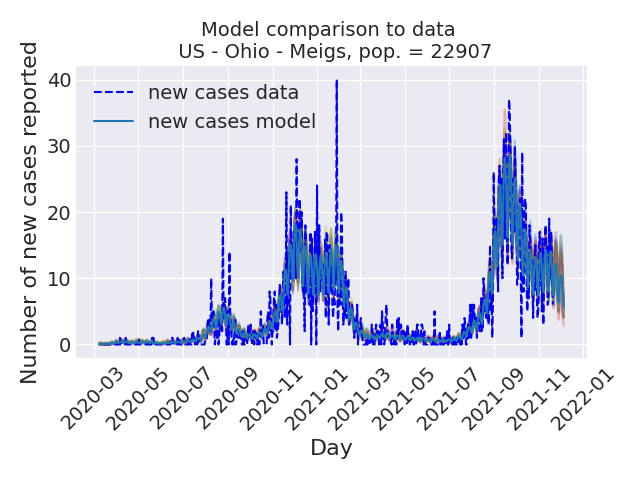 Model comparison to data
US - Ohio - Meigs, pop. = 22907
Number of new cases reported
40
30
20
10
0
new cases data
new cases model
2020-03
2020-05
2020-07
2020-09
2020-11
2021-01
2021-03
2021-05
2021-07
2021-09
2021-11
2022-01
Day